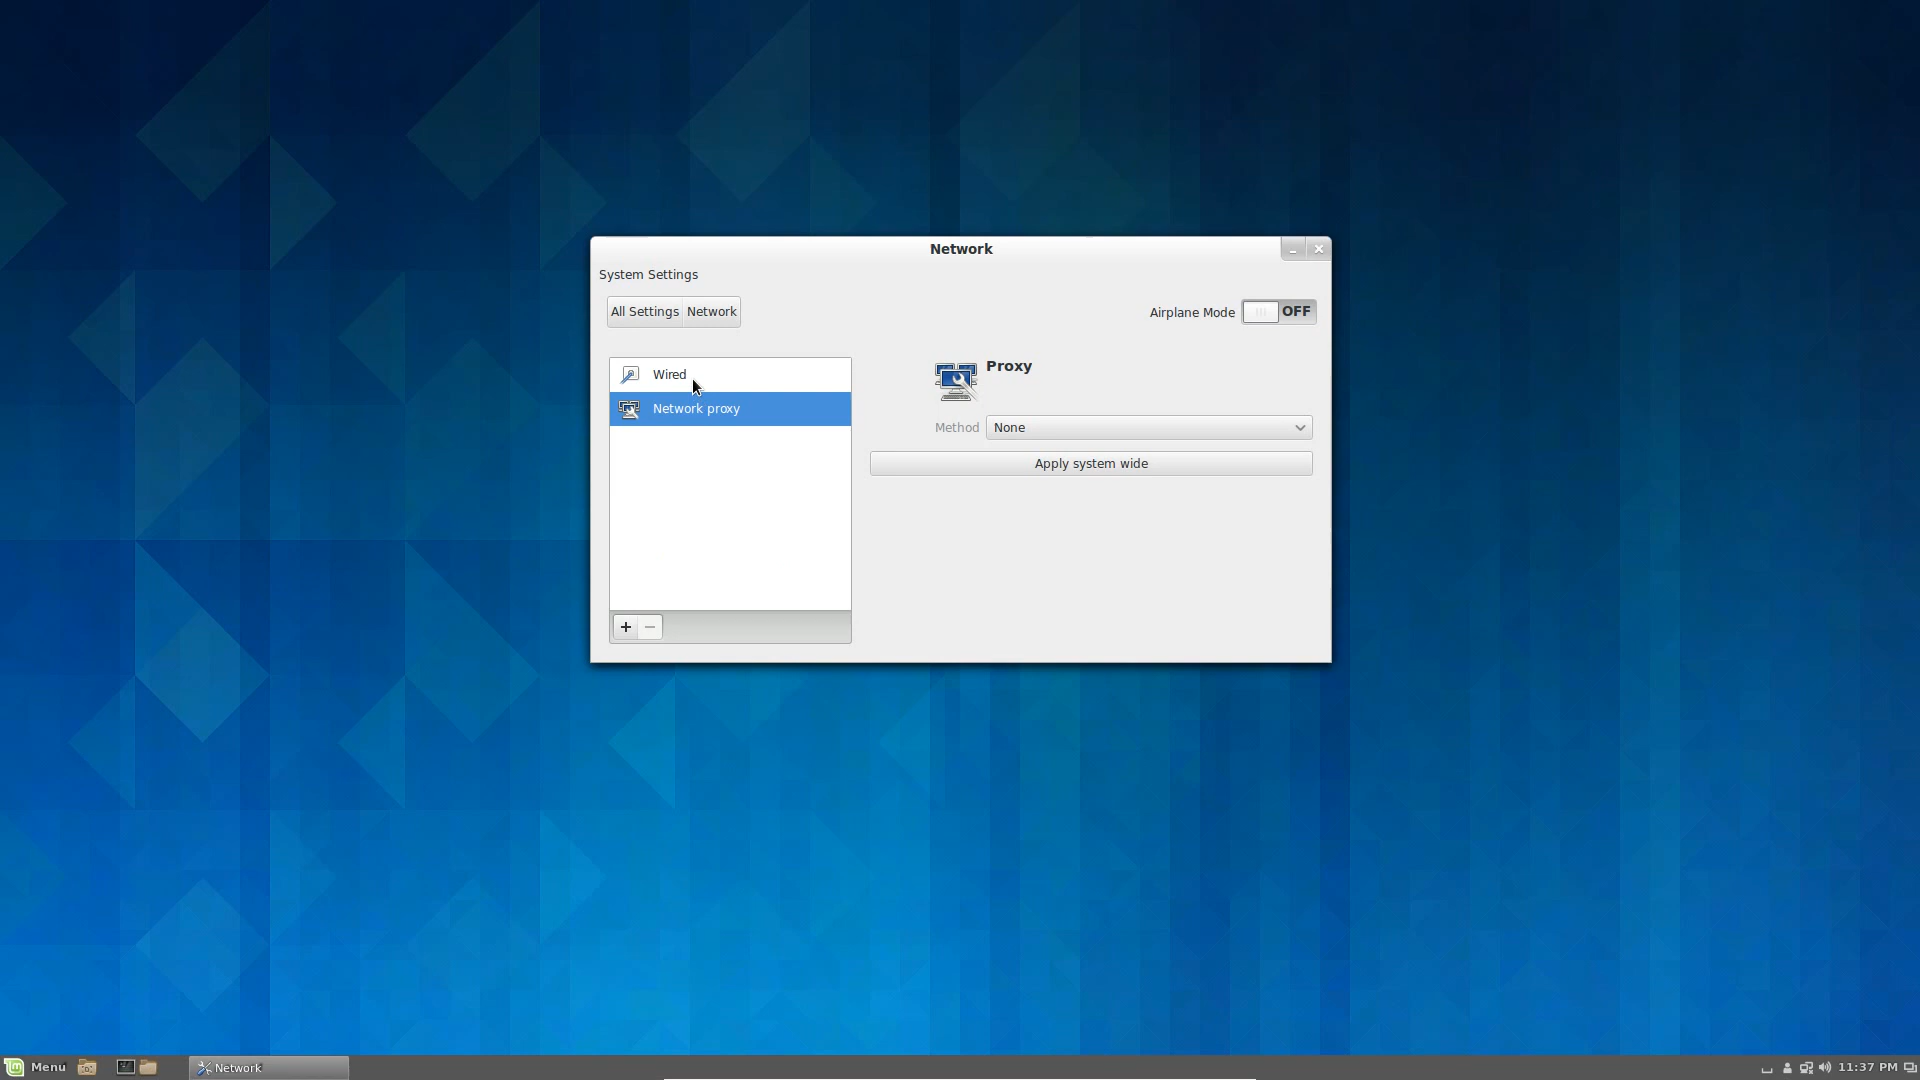 Network
System Settings
All Settings Network
Airplane Mode OFF
Wired
Network proxy
Proxy
Method None
Apply system wide
Menu
Network
11:37 PM